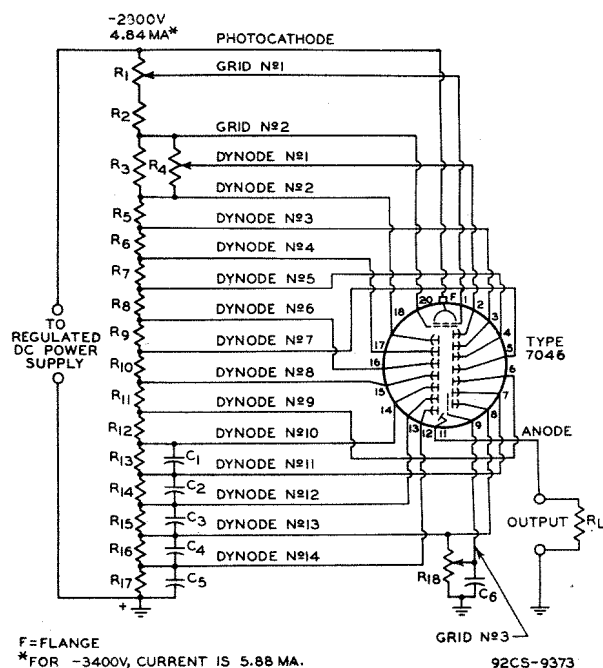 -2300V
4.84 MA*
PHOTOCATHODE
R1
GRID №1
R2
GRID №2
R3
R4
DYNODE №1
DYNODE №2
R5
DYNODE №3
R6
DYNODE №4
R7
DYNODE №5
R8
DYNODE №6
R9
DYNODE №7
R10
DYNODE №8
R11
DYNODE №9
R12
DYNODE №10
R13
C1
DYNODE №11
R14
C2
DYNODE №12
R15
C3
DYNODE №13
R16
C4
DYNODE №14
R17
C5
+
TO
REGULATED
DC POWER
SUPPLY
F
1
2
3
4
5
6
7
8
9
11
12
13
14
15
16
17
18
20
TYPE
7046
ANODE
OUTPUT
RL
R18
C6
GRID №3
F=FLANGE
*FOR -3400V, CURRENT IS 5.88 MA.
92CS-9373